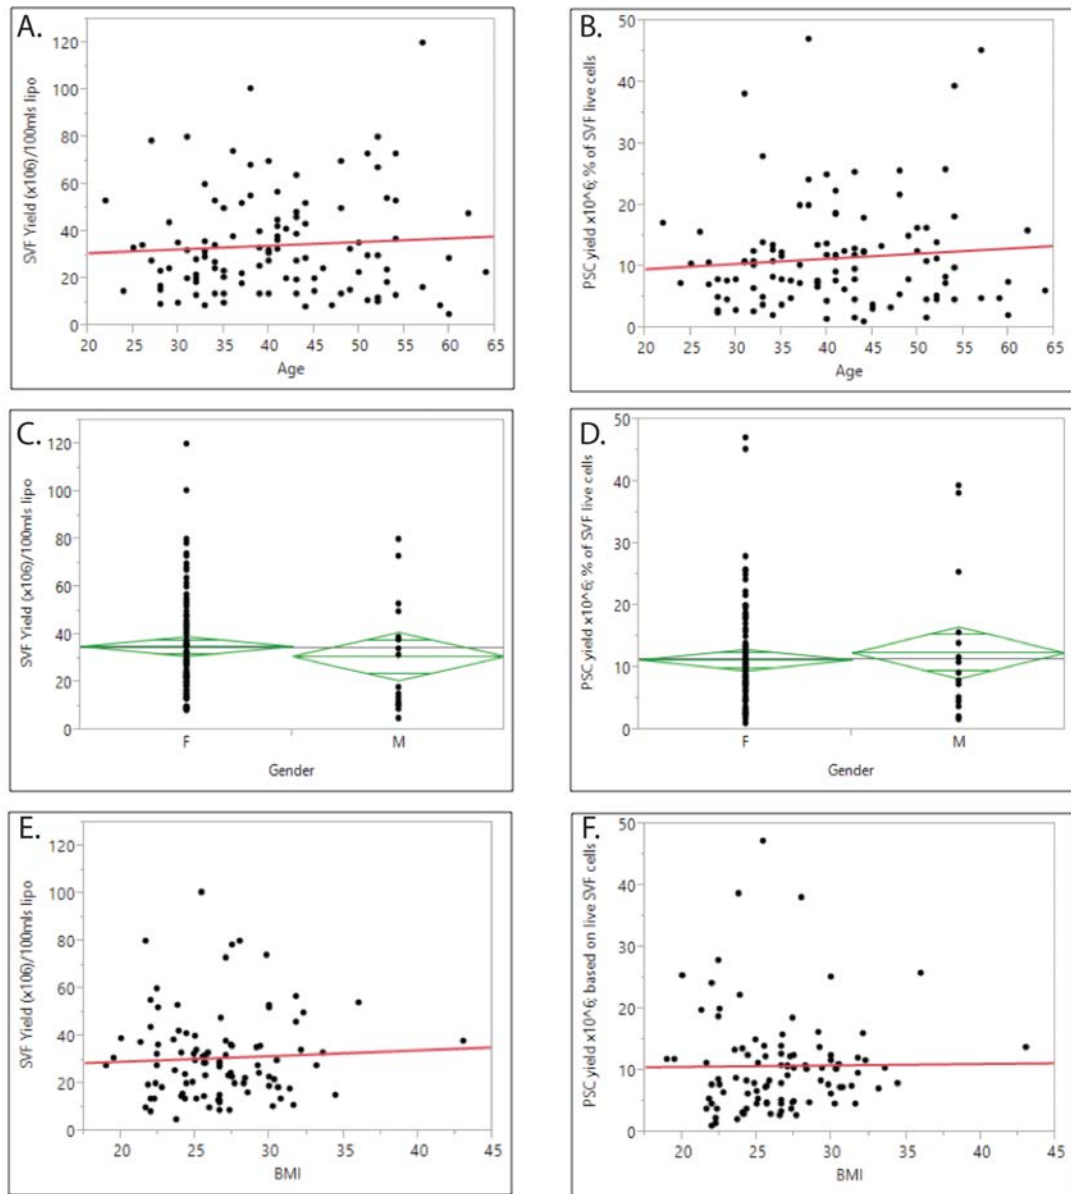 A.
SVF Yield (x106)/100mls lipo
120
100
80
60
40
20
0
20 25 30 35 40 45 50 55 60 65
Age
B.
PSC yield x10^6; % of SVF live cells
50
40
30
20
10
0
20 25 30 35 40 45 50 55 60 65
Age
C.
SVF Yield (x106)/100mls lipo
120
100
80
60
40
20
0
F M
Gender
D.
PSC yield x10^6; % of SVF live cells
50
40
30
20
10
0
F M
Gender
E.
SVF Yield (x106)/100mls lipo
120
100
80
60
40
20
0
20 25 30 35 40 45
BMI
F.
PSC yield x10^6; based on live SVF cells
50
40
30
20
10
0
20 25 30 35 40 45
BMI